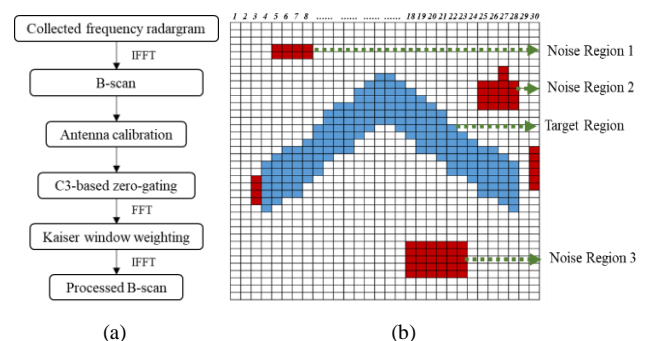 Collected frequency radargram
IFFT
B-scan
Antenna calibration
C3-based zero-gating
FFT
Kaiser window weighting
IFFT
Processed B-scan
(a)
1 2 3 4 5 6 7 8 ...... ...... ...... ...... 18 19 20 21 22 23 24 25 26 27 28 29 30
Noise Region 1
Noise Region 2
Target Region
Noise Region 3
(b)